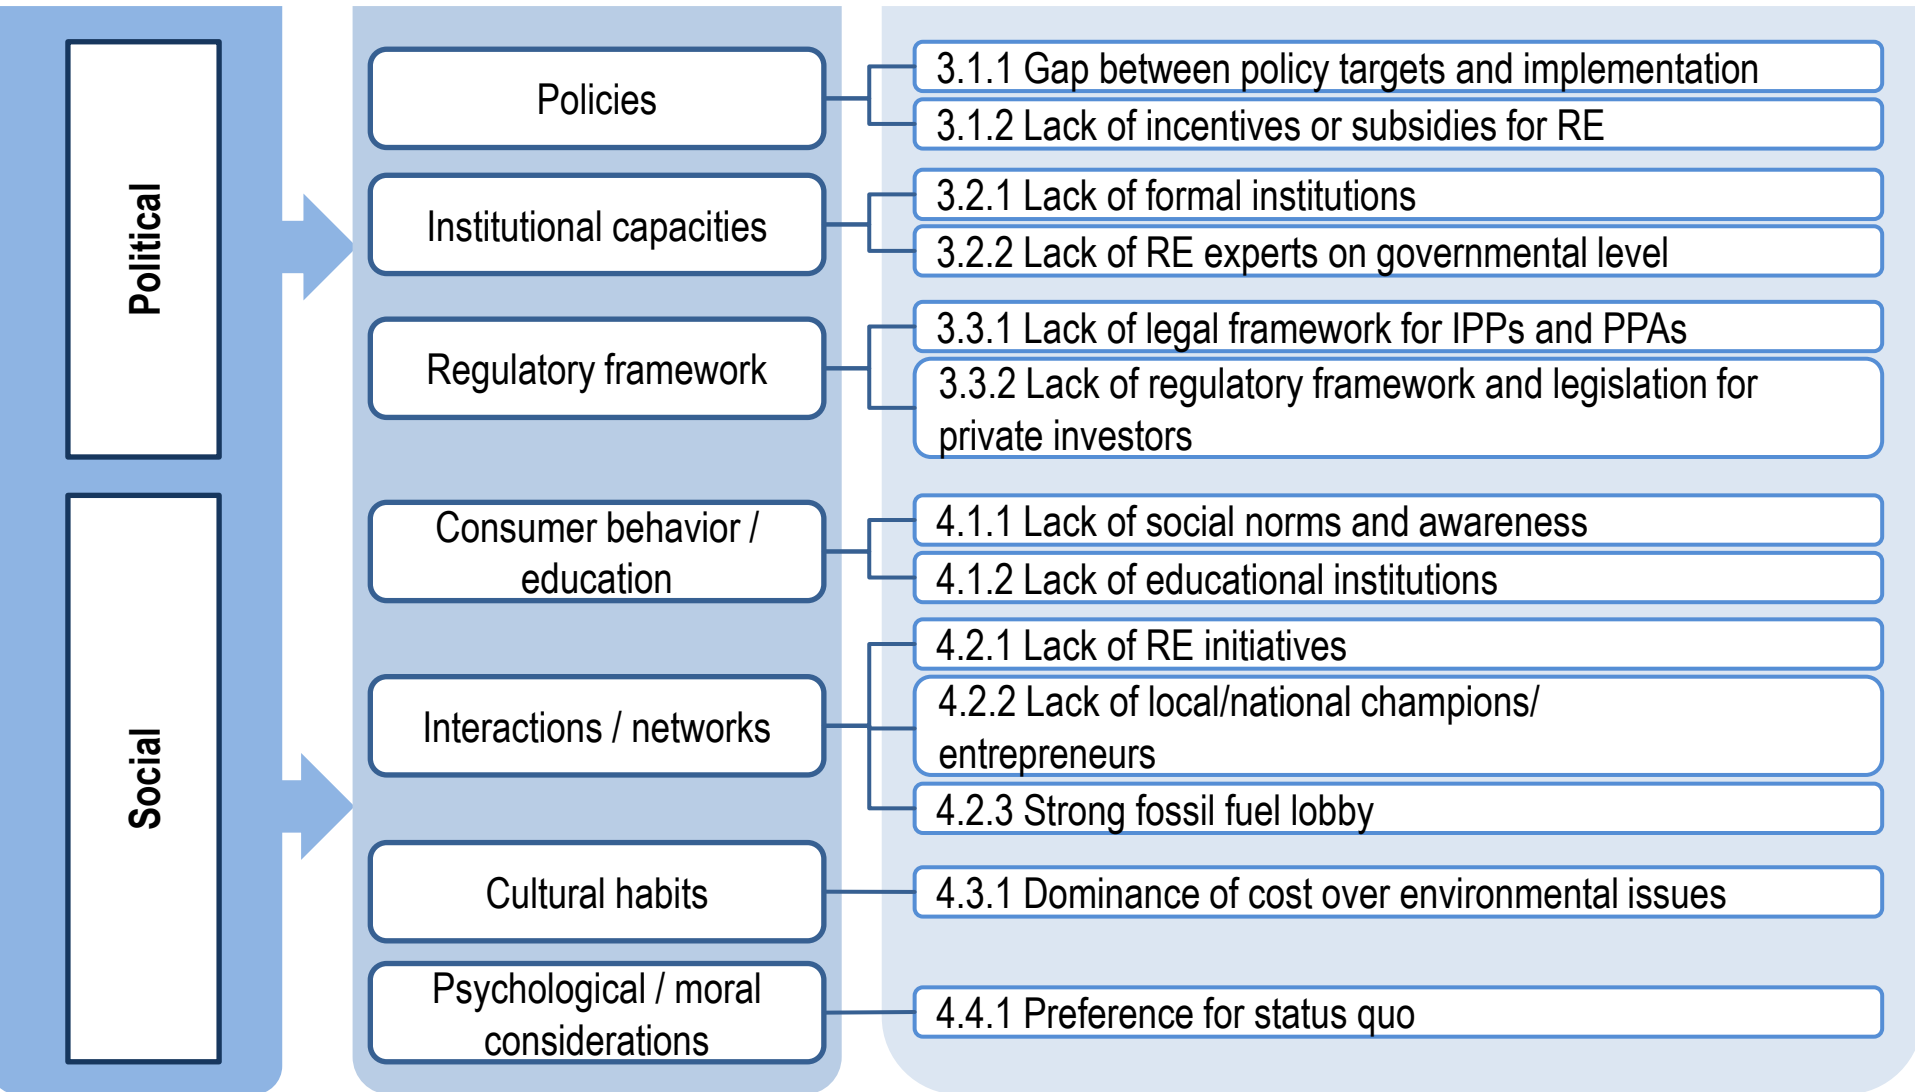 Political
Policies
3.1.1 Gap between policy targets and implementation
3.1.2 Lack of incentives or subsidies for RE
Institutional capacities
3.2.1 Lack of formal institutions
3.2.2 Lack of RE experts on governmental level
Regulatory framework
3.3.1 Lack of legal framework for IPPs and PPAs
3.3.2 Lack of regulatory framework and legislation for
private investors
Social
Consumer behavior /
education
4.1.1 Lack of social norms and awareness
4.1.2 Lack of educational institutions
Interactions / networks
4.2.1 Lack of RE initiatives
4.2.2 Lack of local/national champions/
entrepreneurs
4.2.3 Strong fossil fuel lobby
Cultural habits
4.3.1 Dominance of cost over environmental issues
Psychological / moral
considerations
4.4.1 Preference for status quo